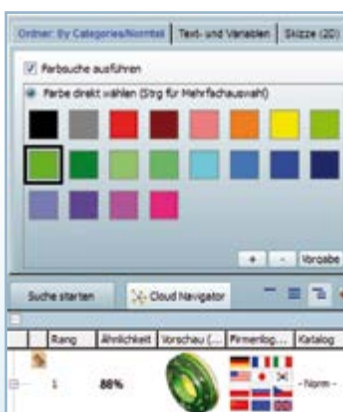 Ordner: By Categories/Normteil Text- und Variablen Skizze (2D)
Farbsuche ausführen
Farbe direkt wählen (Strg für Mehrfachauswahl)
+ - Vorgabe
Suche starten Cloud Navigator
Rang Ähnlichkeit Vorschau (... Firmenlog... Katalog
1 88% - Norm -